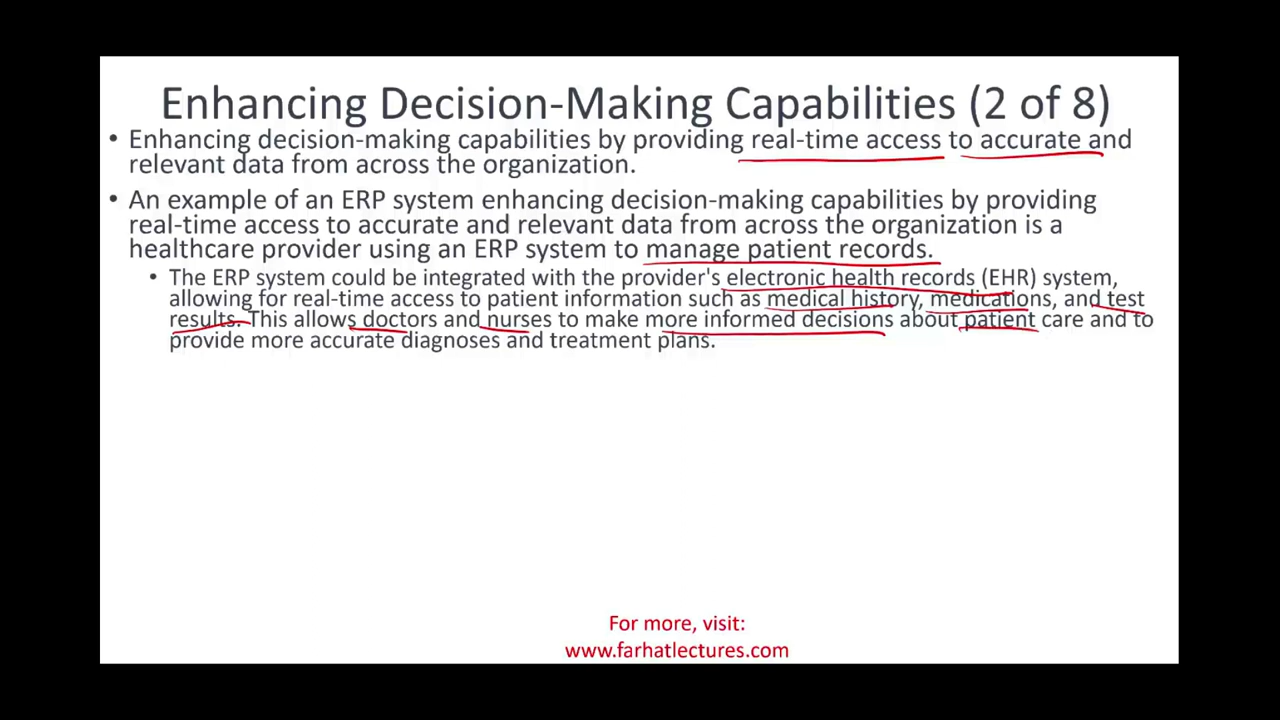 Enhancing Decision-Making Capabilities (2 of 8)
• Enhancing decision-making capabilities by providing real-time access to accurate and
relevant data from across the organization.
• An example of an ERP system enhancing decision-making capabilities by providing
real-time access to accurate and relevant data from across the organization is a
healthcare provider using an ERP system to manage patient records.
• The ERP system could be integrated with the provider's electronic health records (EHR) system,
allowing for real-time access to patient information such as medical history, medications, and test
results. This allows doctors and nurses to make more informed decisions about patient care and to
provide more accurate diagnoses and treatment plans.
For more, visit:
www.farhatlectures.com